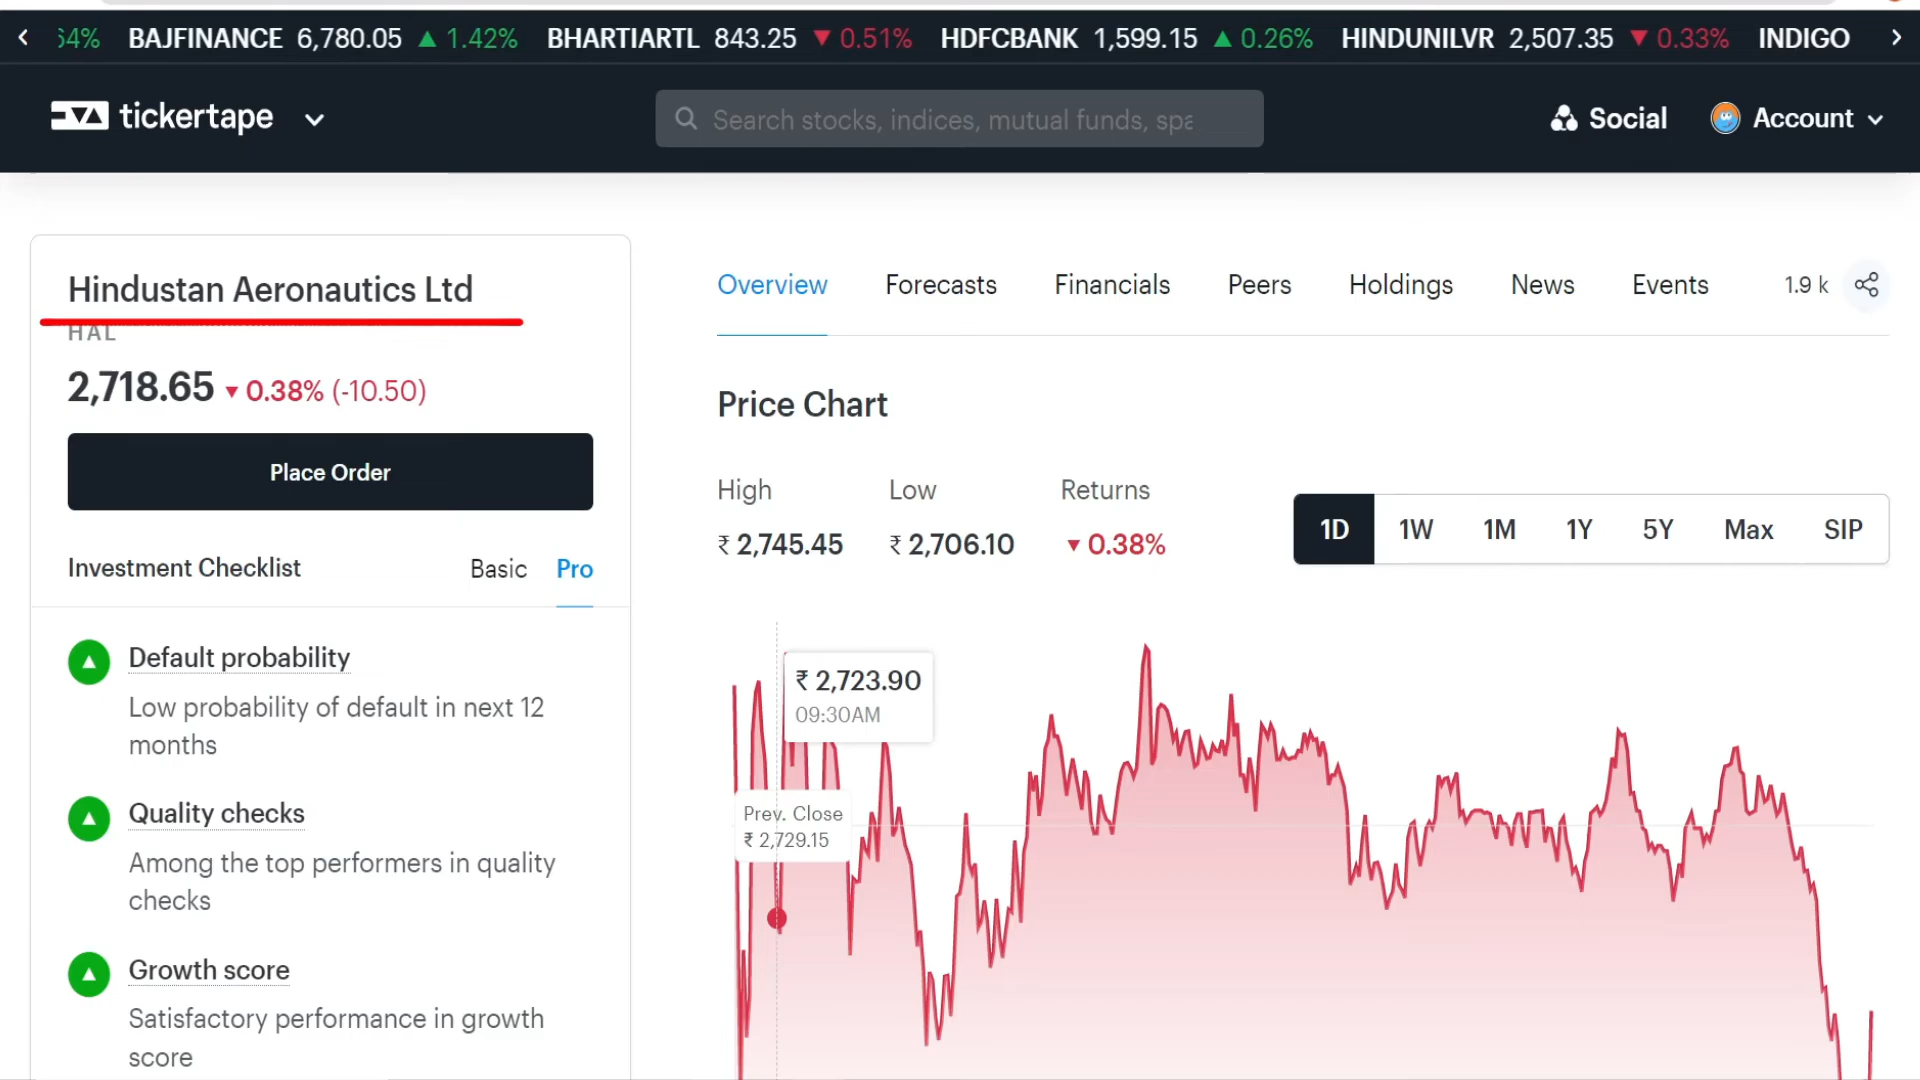 64% BAJFINANCE 6,780.05 ▲ 1.42% BHARTIARTL 843.25 ▼ 0.51% HDFCBANK 1,599.15 ▲ 0.26% HINDUNILVR 2,507.35 ▼ 0.33% INDIGO
tickertape
Search stocks, indices, mutual funds, spa
Social
Account
Hindustan Aeronautics Ltd
HAL
2,718.65 ▼ 0.38% (-10.50)
Place Order
Investment Checklist Basic Pro
Default probability
Low probability of default in next 12
months
Quality checks
Among the top performers in quality
checks
Growth score
Satisfactory performance in growth
score
Overview Forecasts Financials Peers Holdings News Events 1.9 k
Price Chart
High Low Returns
₹ 2,745.45 ₹ 2,706.10 ▼ 0.38%
1D 1W 1M 1Y 5Y Max SIP
₹ 2,723.90
09:30AM
Prev. Close
₹ 2,729.15